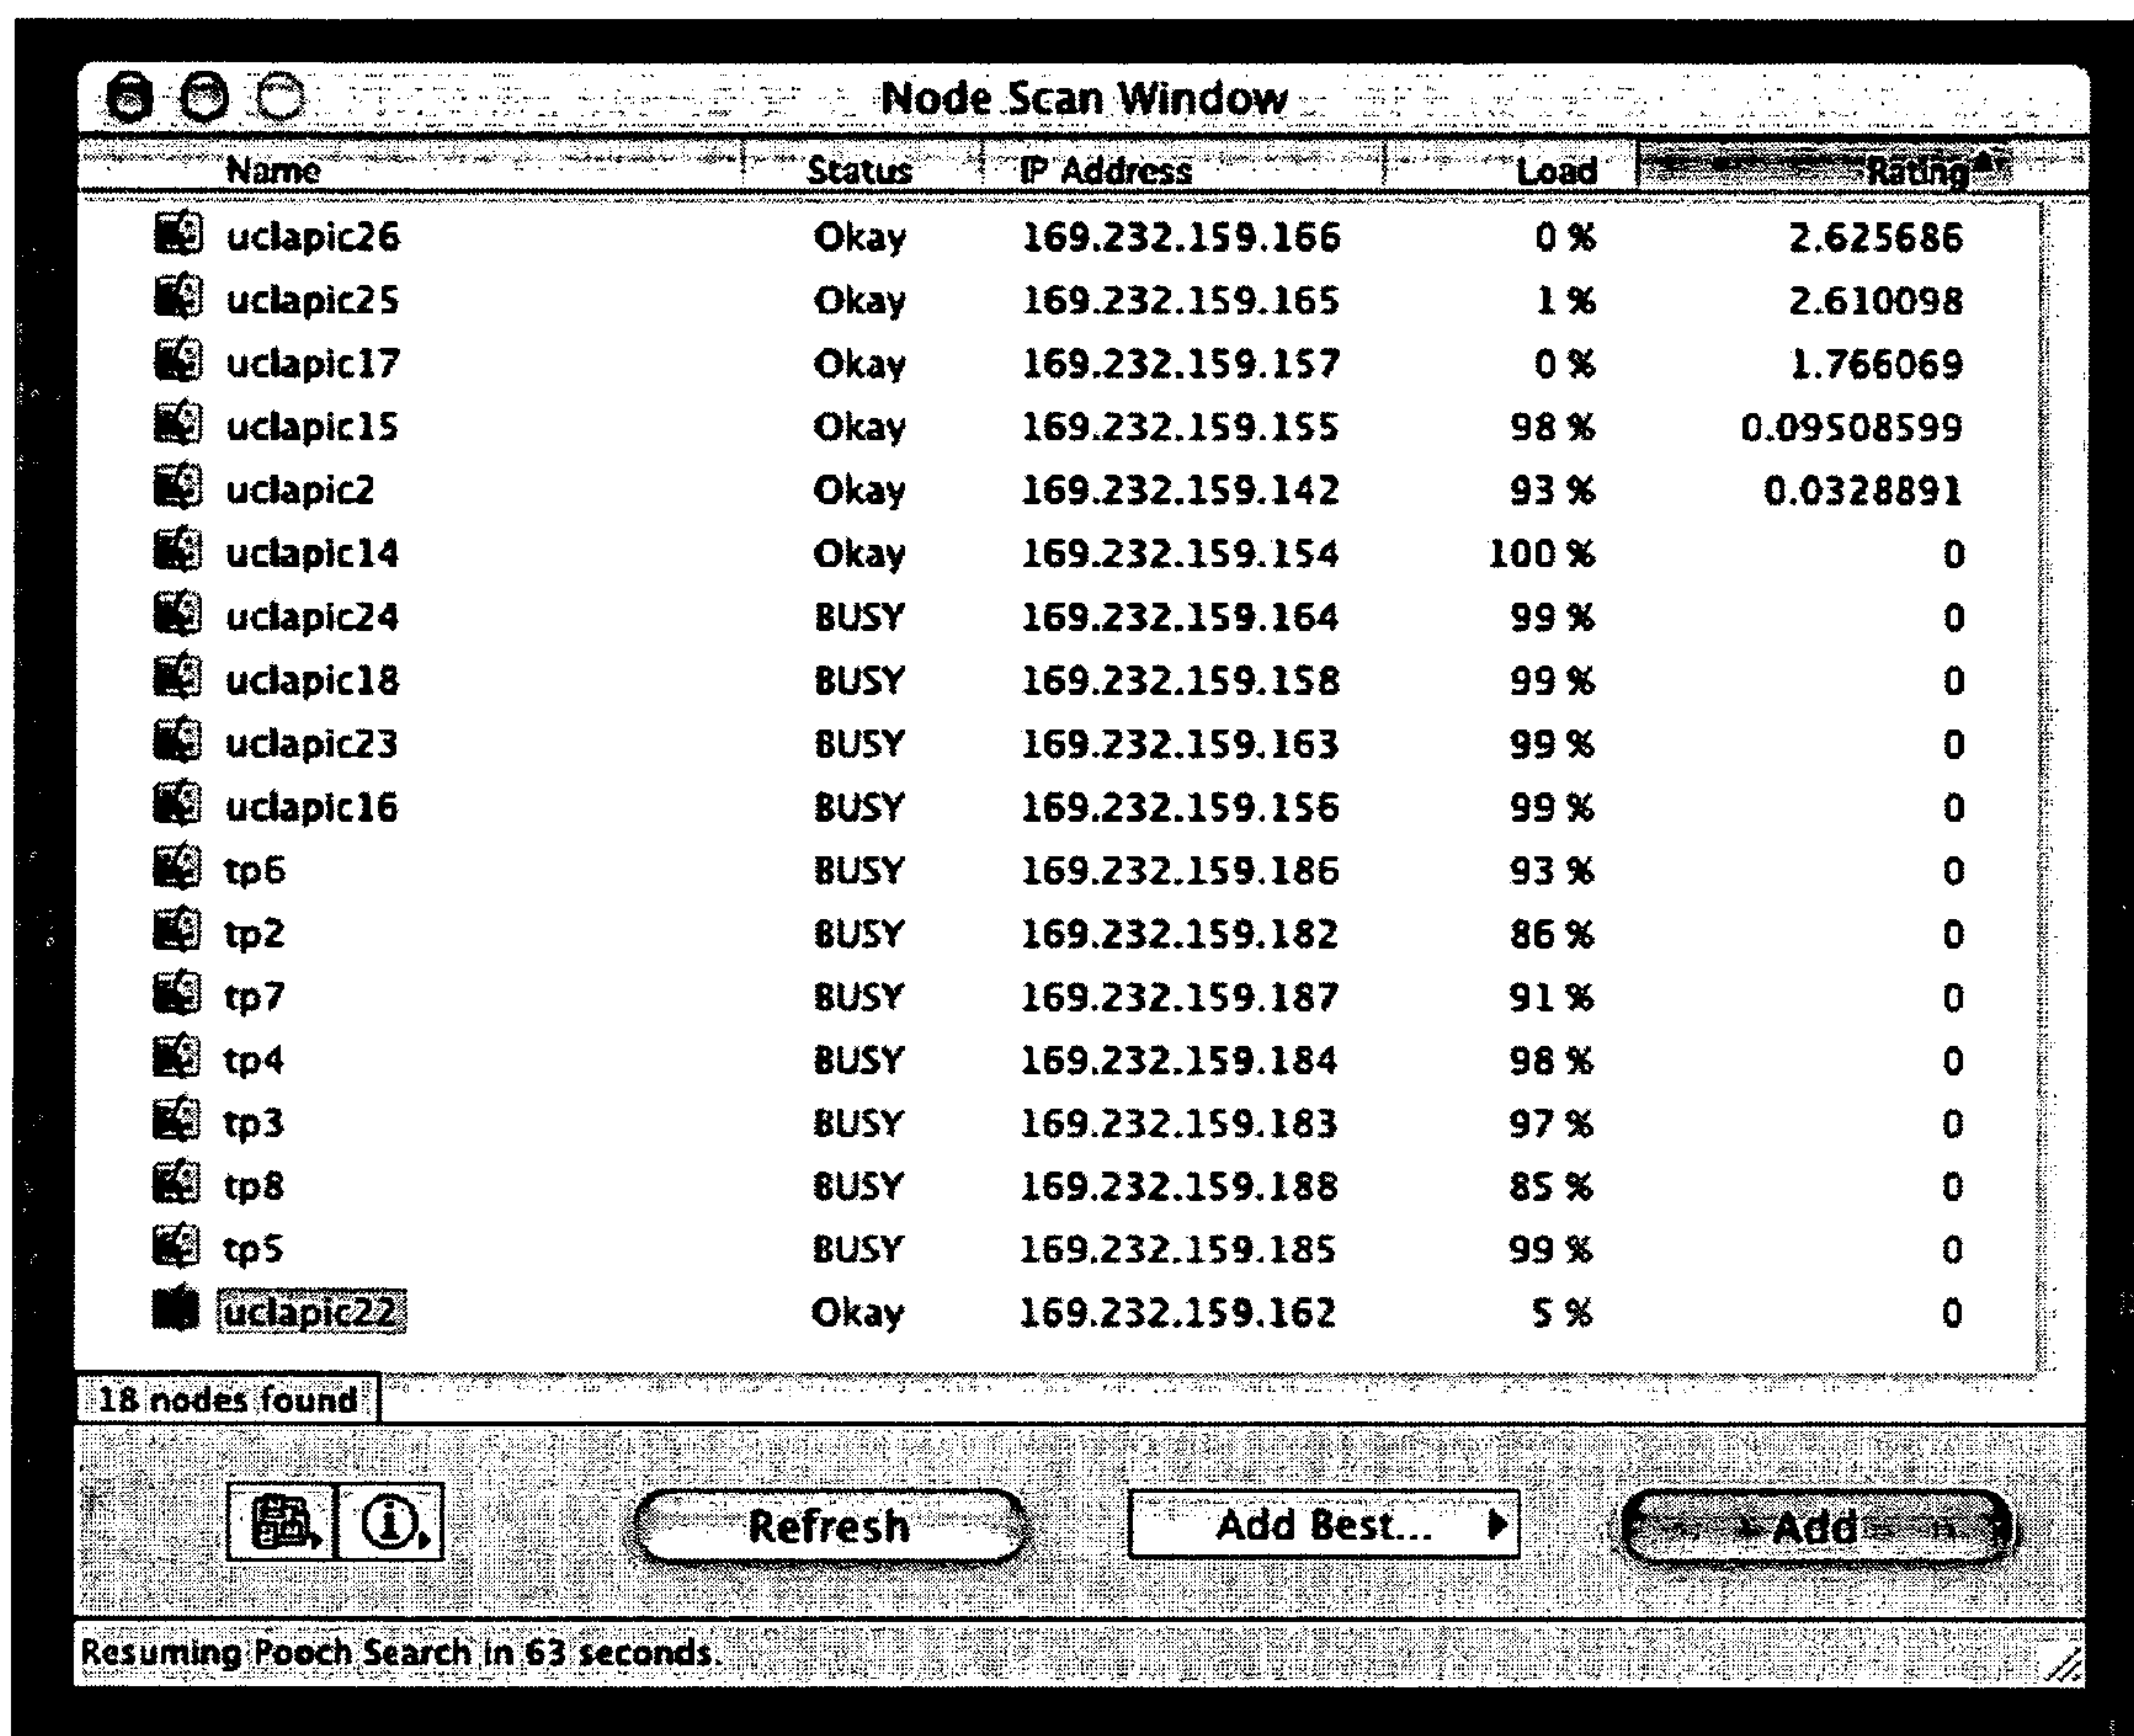 Node Scan Window
Name Status IP Address Load Rating
uclapic26 Okay 169.232.159.166 0 % 2.625686
uclapic25 Okay 169.232.159.165 1 % 2.610098
uclapic17 Okay 169.232.159.157 0 % 1.766069
uclapic15 Okay 169.232.159.155 98 % 0.09508599
uclapic2 Okay 169.232.159.142 93 % 0.0328891
uclapic14 Okay 169.232.159.154 100 % 0
uclapic24 BUSY 169.232.159.164 99 % 0
uclapic18 BUSY 169.232.159.158 99 % 0
uclapic23 BUSY 169.232.159.163 99 % 0
uclapic16 BUSY 169.232.159.156 99 % 0
tp6 BUSY 169.232.159.186 93 % 0
tp2 BUSY 169.232.159.182 86 % 0
tp7 BUSY 169.232.159.187 91 % 0
tp4 BUSY 169.232.159.184 98 % 0
tp3 BUSY 169.232.159.183 97 % 0
tp8 BUSY 169.232.159.188 85 % 0
tp5 BUSY 169.232.159.185 99 % 0
uclapic22 Okay 169.232.159.162 5 % 0
18 nodes found
Refresh Add Best... Add
Resuming Pooch Search in 63 seconds.